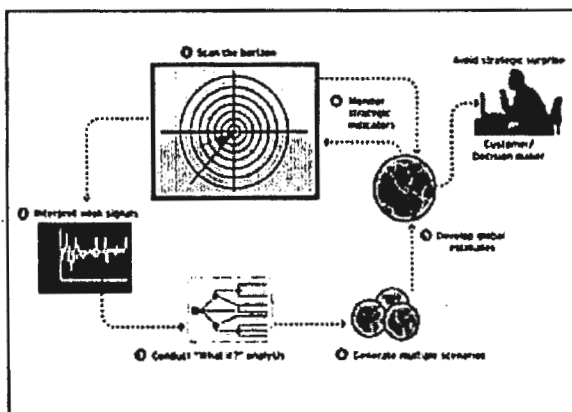 Scan the horizon
Avoid strategic surprise
Monitor
strategic
indicators
Customer/
Decision maker
Interpret weak signals
Develop global
estimates
Conduct "What if?" analysis
Generate multiple scenarios